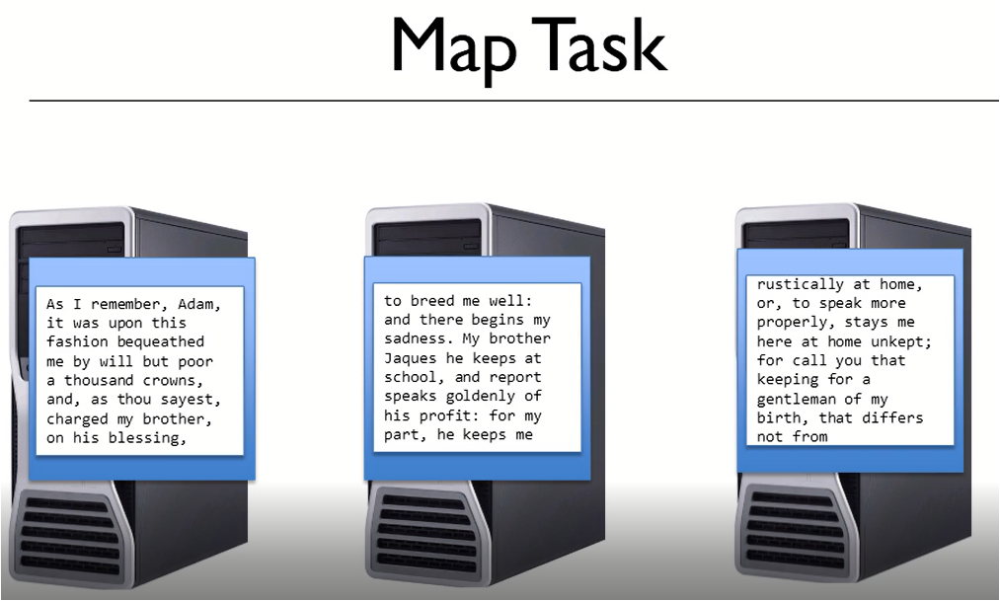 Map Task
As I remember, Adam,
it was upon this
fashion bequeathed
me by will but poor
a thousand crowns,
and, as thou sayest,
charged my brother,
on his blessing,
to breed me well:
and there begins my
sadness. My brother
Jaques he keeps at
school, and report
speaks goldenly of
his profit: for my
part, he keeps me
rustically at home,
or, to speak more
properly, stays me
here at home unkept;
for call you that
keeping for a
gentleman of my
birth, that differs
not from